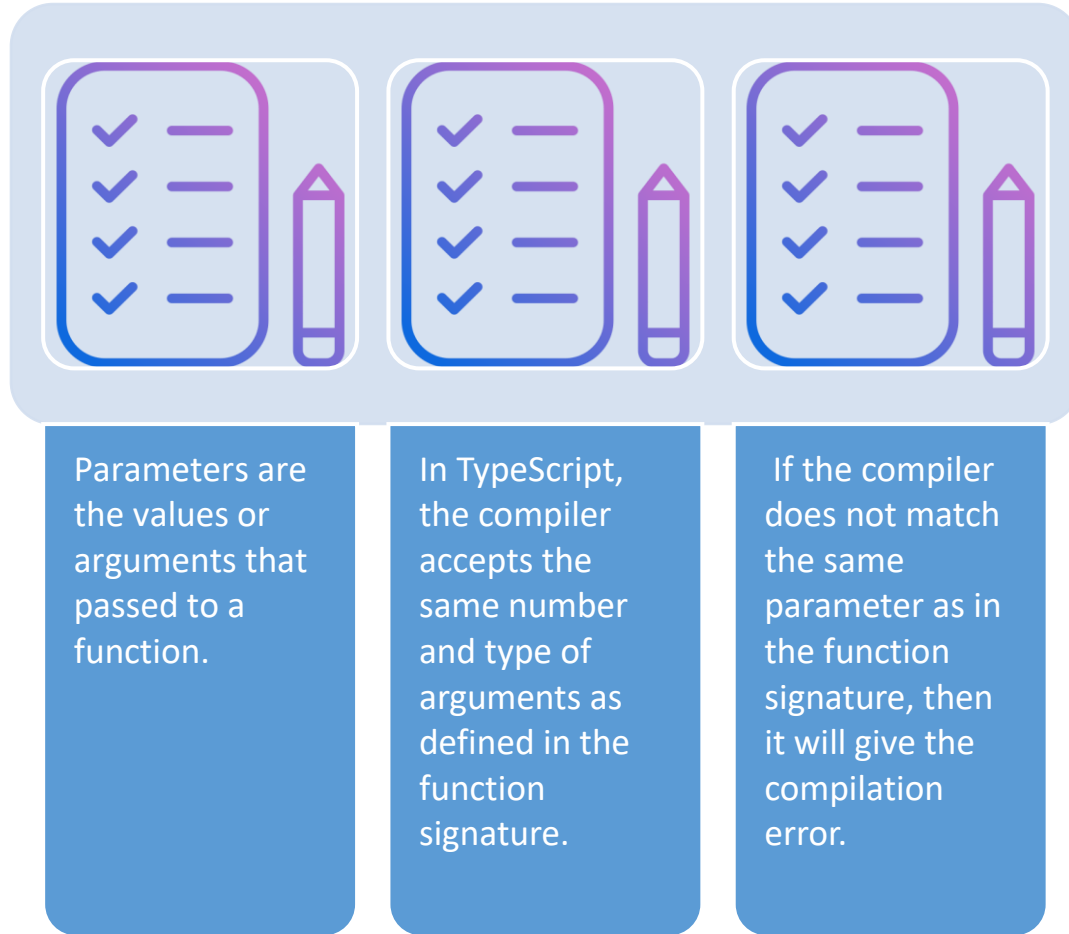 Parameters are
the values or
arguments that
passed to a
function.
In TypeScript,
the compiler
accepts the
same number
and type of
arguments as
defined in the
function
signature.
If the compiler
does not match
the same
parameter as in
the function
signature, then
it will give the
compilation
error.